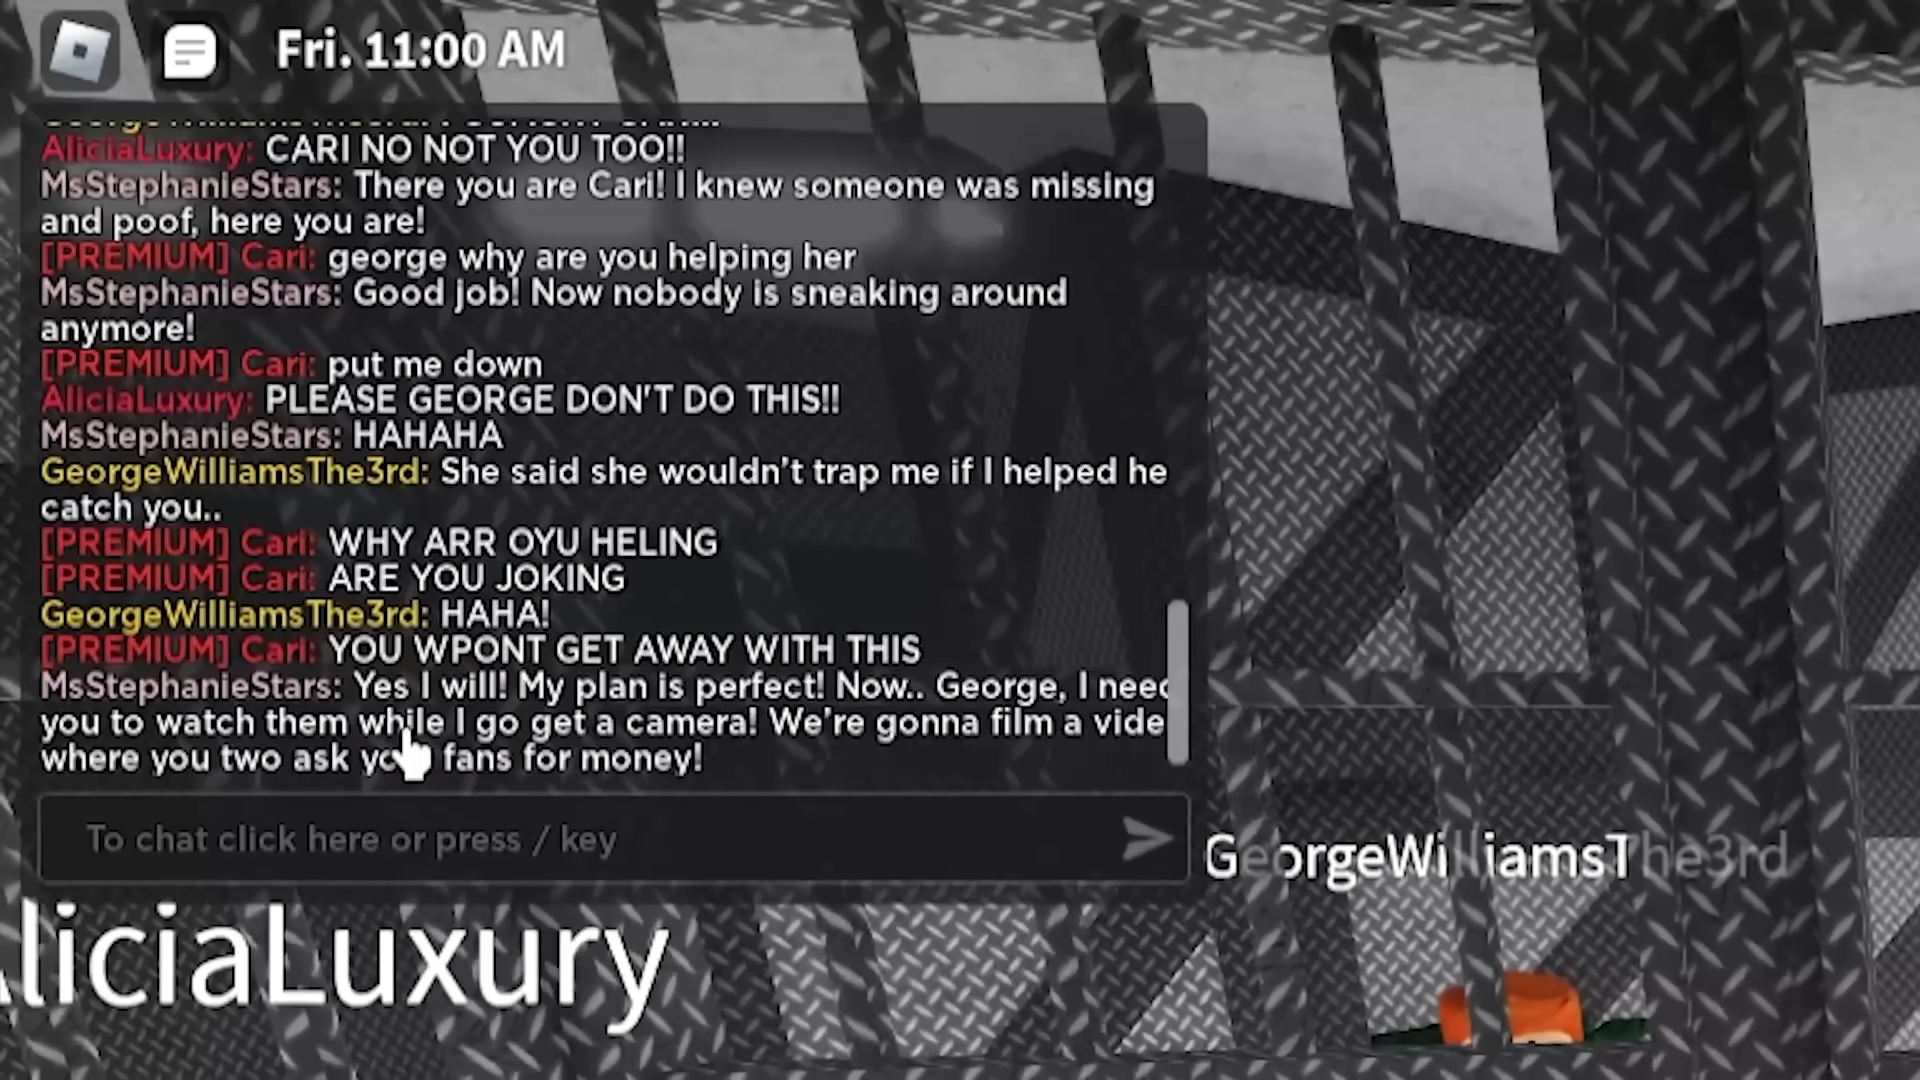 Fri. 11:00 AM
AliciaLuxury: CARI NO NOT YOU TOO!!
MsStephanieStars: There you are Cari! I knew someone was missing
and poof, here you are!
[PREMIUM] Cari: george why are you helping her
MsStephanieStars: Good job! Now nobody is sneaking around
anymore!
[PREMIUM] Cari: put me down
AliciaLuxury: PLEASE GEORGE DON'T DO THIS!!
MsStephanieStars: HAHAHA
GeorgeWilliamsThe3rd: She said she wouldn't trap me if I helped he
catch you..
[PREMIUM] Cari: WHY ARR OYU HELING
[PREMIUM] Cari: ARE YOU JOKING
GeorgeWilliamsThe3rd: HAHA!
[PREMIUM] Cari: YOU WPONT GET AWAY WITH THIS
MsStephanieStars: Yes I will! My plan is perfect! Now.. George, I need
you to watch them while I go get a camera! We're gonna film a vide
where you two ask fans for money!
To chat click here or press / key
GeorgeWilliamsThe3rd
AliciaLuxury